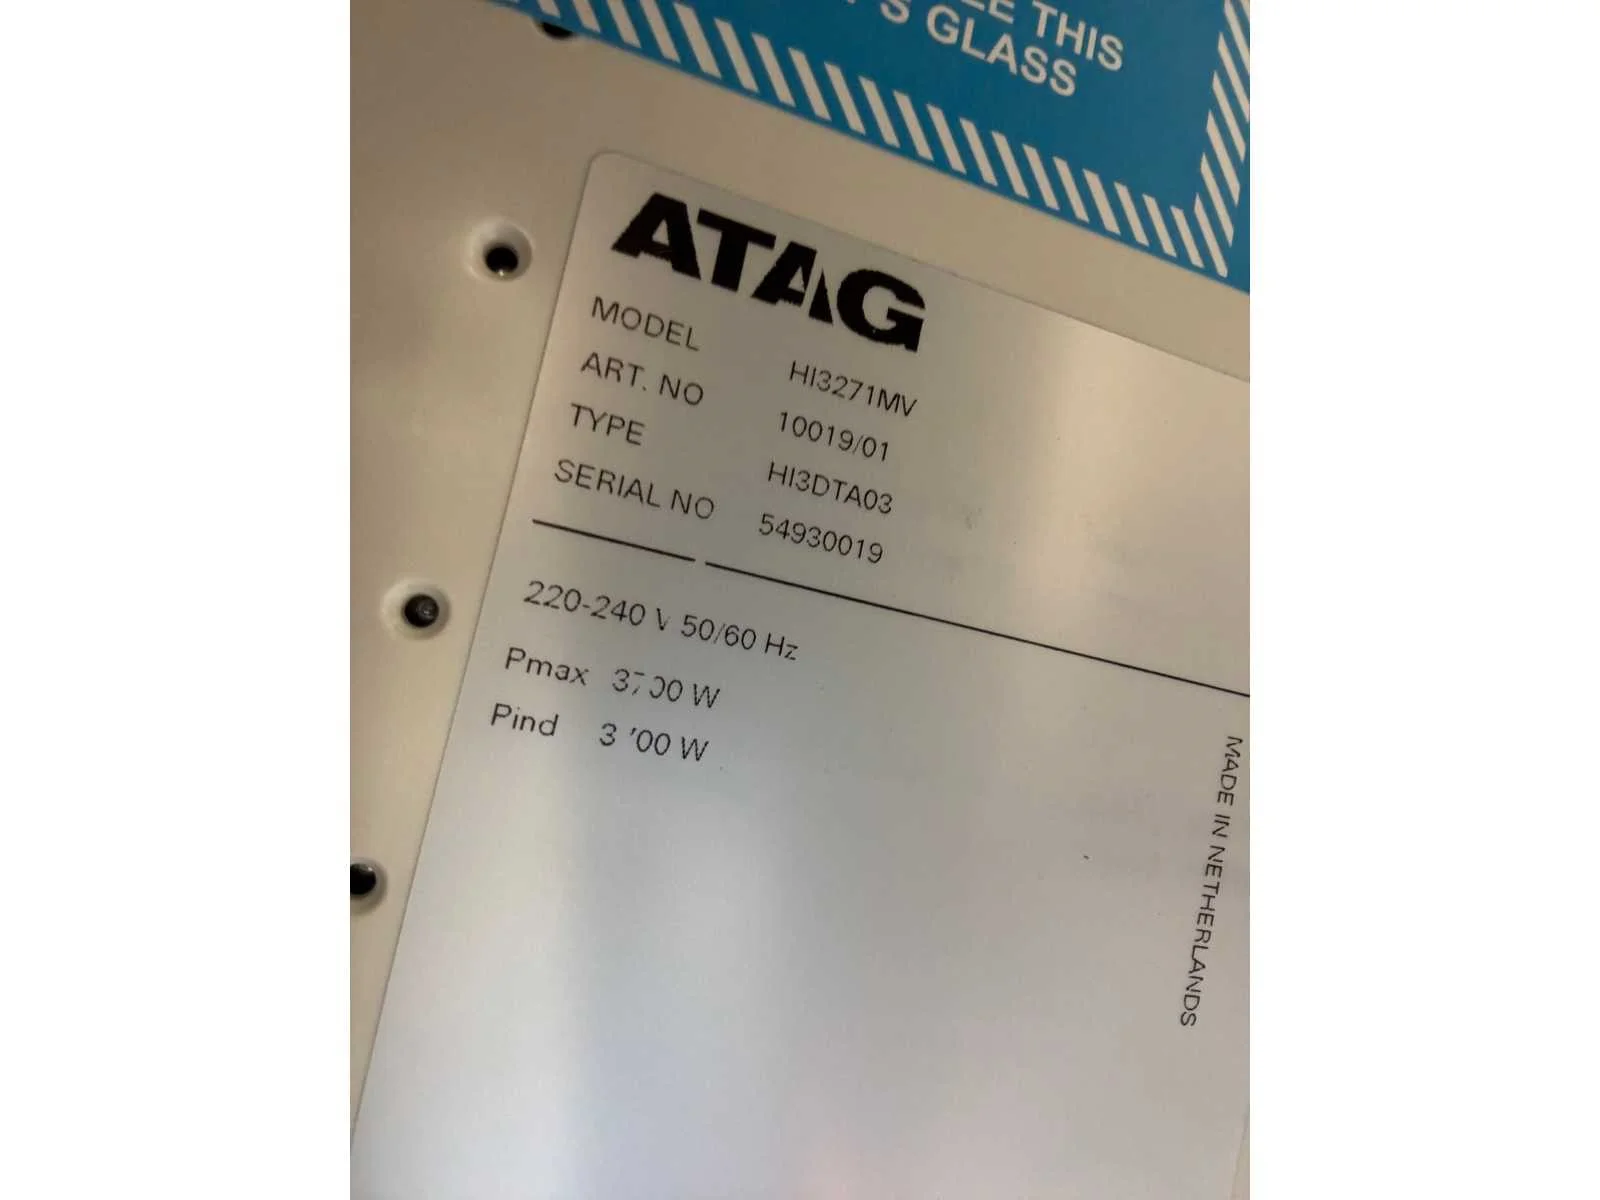 THIS
S GLASS
ATAG
MODEL HI3271MV
ART. NO 10019/01
TYPE HI3DTA03
SERIAL NO 54930019
220-240 V 50/60 Hz
Pmax 3700 W
Pind W
MADE IN NETHERLANDS